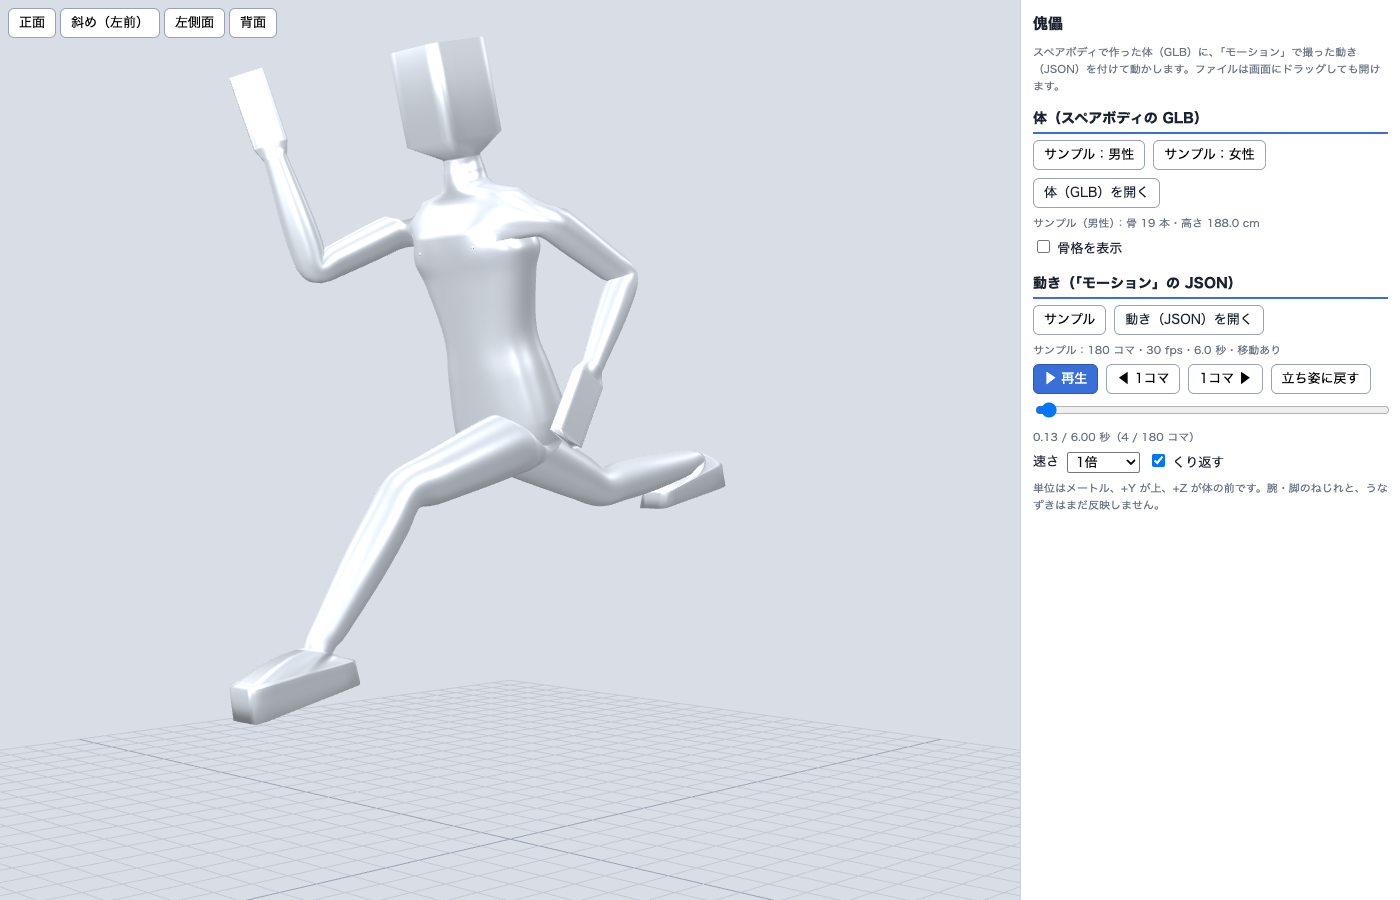 正面 斜め（左前） 左側面 背面
傀儡
スペアボディで作った体（GLB）に、「モーション」で撮った動き
（JSON）を付けて動かします。ファイルは画面にドラッグしても開け
ます。
体（スペアボディの GLB）
サンプル：男性 サンプル：女性
体（GLB）を開く
サンプル（男性）：骨 19 本・高さ 188.0 cm
骨格を表示
動き（「モーション」の JSON）
サンプル 動き（JSON）を開く
サンプル：180 コマ・30 fps・6.0 秒・移動あり
▶ 再生 ◀ 1コマ 1コマ ▶ 立ち姿に戻す
0.13 / 6.00 秒（4 / 180 コマ）
速さ 1倍 くり返す
単位はメートル、+Y が上、+Z が体の前です。腕・脚のねじれと、うな
ずきはまだ反映しません。